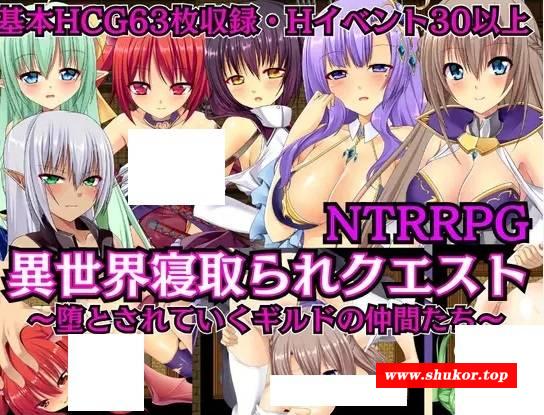 基本HCG63枚収録・Hイベント30以上
NTRRPG
異世界寝取られクエスト
～堕とされていくギルドの仲間たち～
www.shukor.top